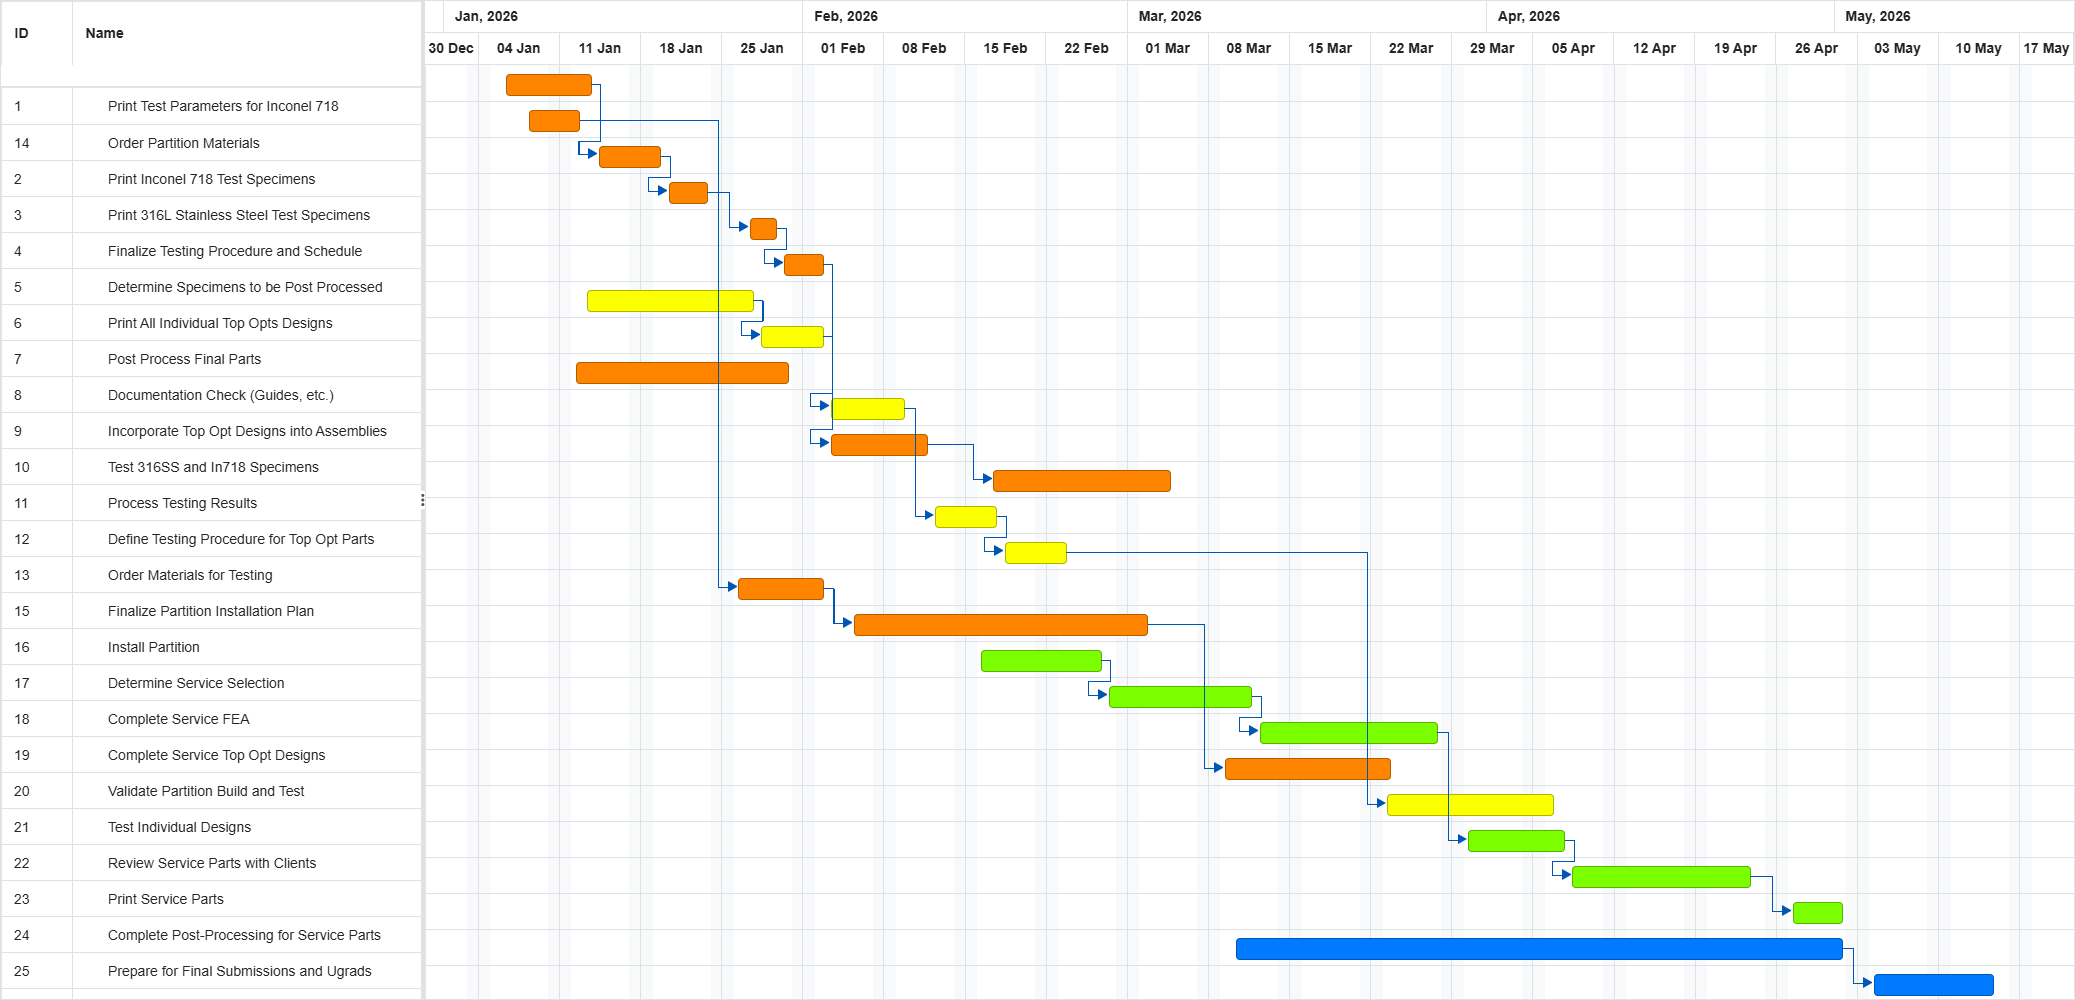 ID Name
Jan, 2026 Feb, 2026 Mar, 2026 Apr, 2026 May, 2026
30 Dec 04 Jan 11 Jan 18 Jan 25 Jan 01 Feb 08 Feb 15 Feb 22 Feb 01 Mar 08 Mar 15 Mar 22 Mar 29 Mar 05 Apr 12 Apr 19 Apr 26 Apr 03 May 10 May 17 May
1 Print Test Parameters for Inconel 718
14 Order Partition Materials
2 Print Inconel 718 Test Specimens
3 Print 316L Stainless Steel Test Specimens
4 Finalize Testing Procedure and Schedule
5 Determine Specimens to be Post Processed
6 Print All Individual Top Opts Designs
7 Post Process Final Parts
8 Documentation Check (Guides, etc.)
9 Incorporate Top Opt Designs into Assemblies
10 Test 316SS and In718 Specimens
11 Process Testing Results
12 Define Testing Procedure for Top Opt Parts
13 Order Materials for Testing
15 Finalize Partition Installation Plan
16 Install Partition
17 Determine Service Selection
18 Complete Service FEA
19 Complete Service Top Opt Designs
20 Validate Partition Build and Test
21 Test Individual Designs
22 Review Service Parts with Clients
23 Print Service Parts
24 Complete Post-Processing for Service Parts
25 Prepare for Final Submissions and Ugrads